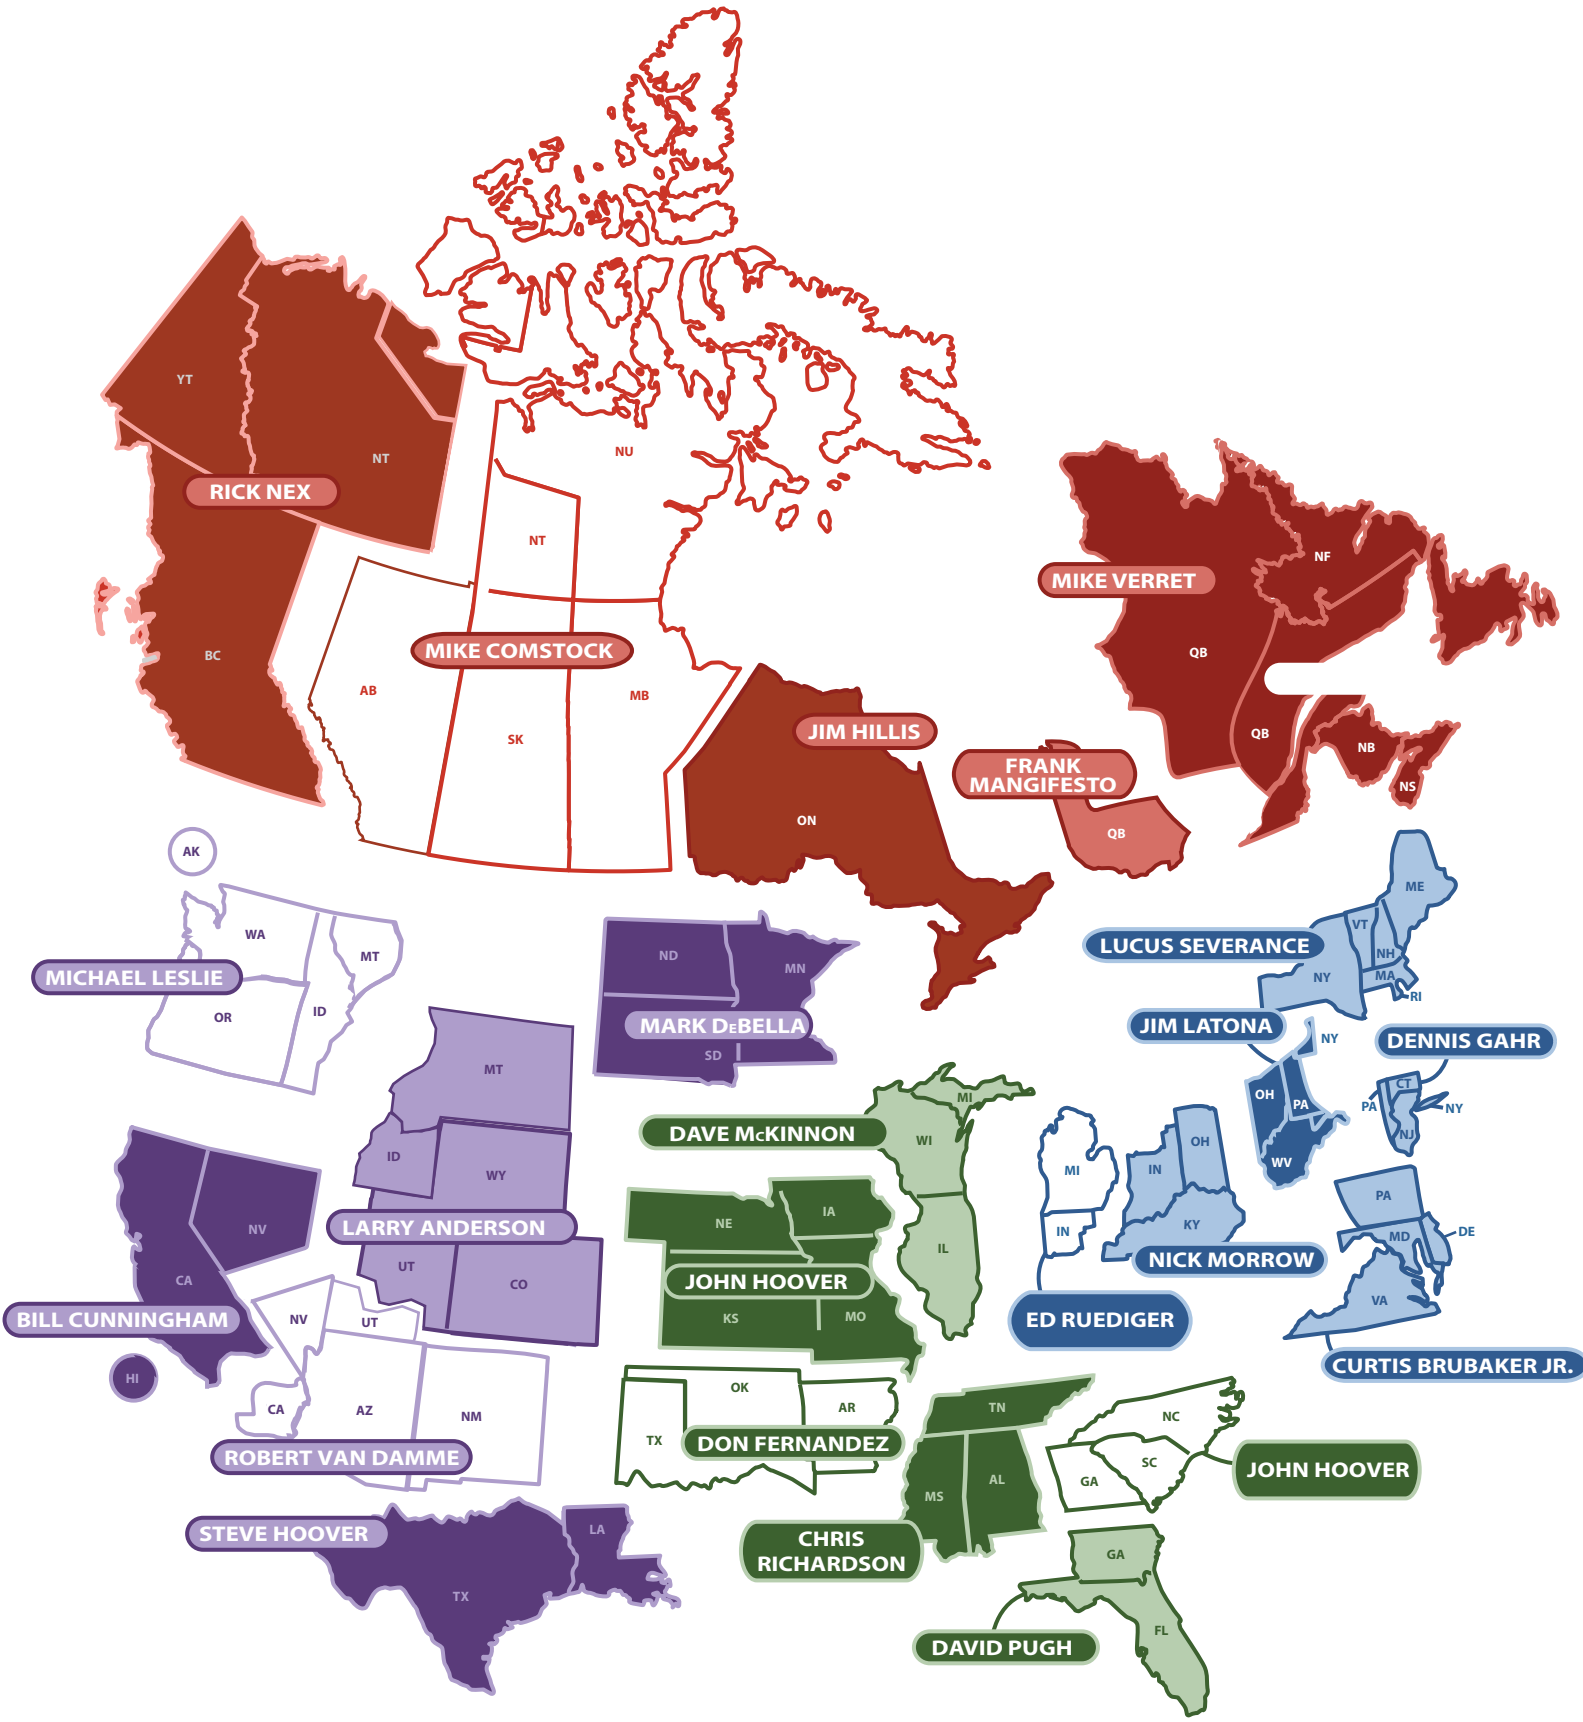 YT
NT
RICK NEX
BC
NU
NT
AB
MIKE COMSTOCK
SK
MB
JIM HILLIS
ON
FRANK
MANGIFESTO
QB
MIKE VERRET
NF
QB
QB
NB
NS
AK
WA
MT
MICHAEL LESLIE
OR
ID
ND
MN
MARK DEBELLA
SD
MT
ID
WY
LARRY ANDERSON
UT
CO
NV
CA
BILL CUNNINGHAM
HI
NV
UT
CA
AZ
NM
ROBERT VAN DAMME
STEVE HOOVER
LA
TX
MI
DAVE McKINNON
WI
IL
NE
IA
JOHN HOOVER
KS
MO
OK
AR
TX
DON FERNANDEZ
TN
MS
AL
CHRIS
RICHARDSON
NC
SC
GA
JOHN HOOVER
GA
DAVID PUGH
FL
ME
VT
LUCUS SEVERANCE
NH
NY
MA
RI
JIM LATONA
NY
OH
PA
WV
DENNIS GAHR
CT
PA
NY
NJ
MI
IN
ED RUEDIGER
OH
IN
KY
NICK MORROW
PA
MD
DE
VA
CURTIS BRUBAKER JR.